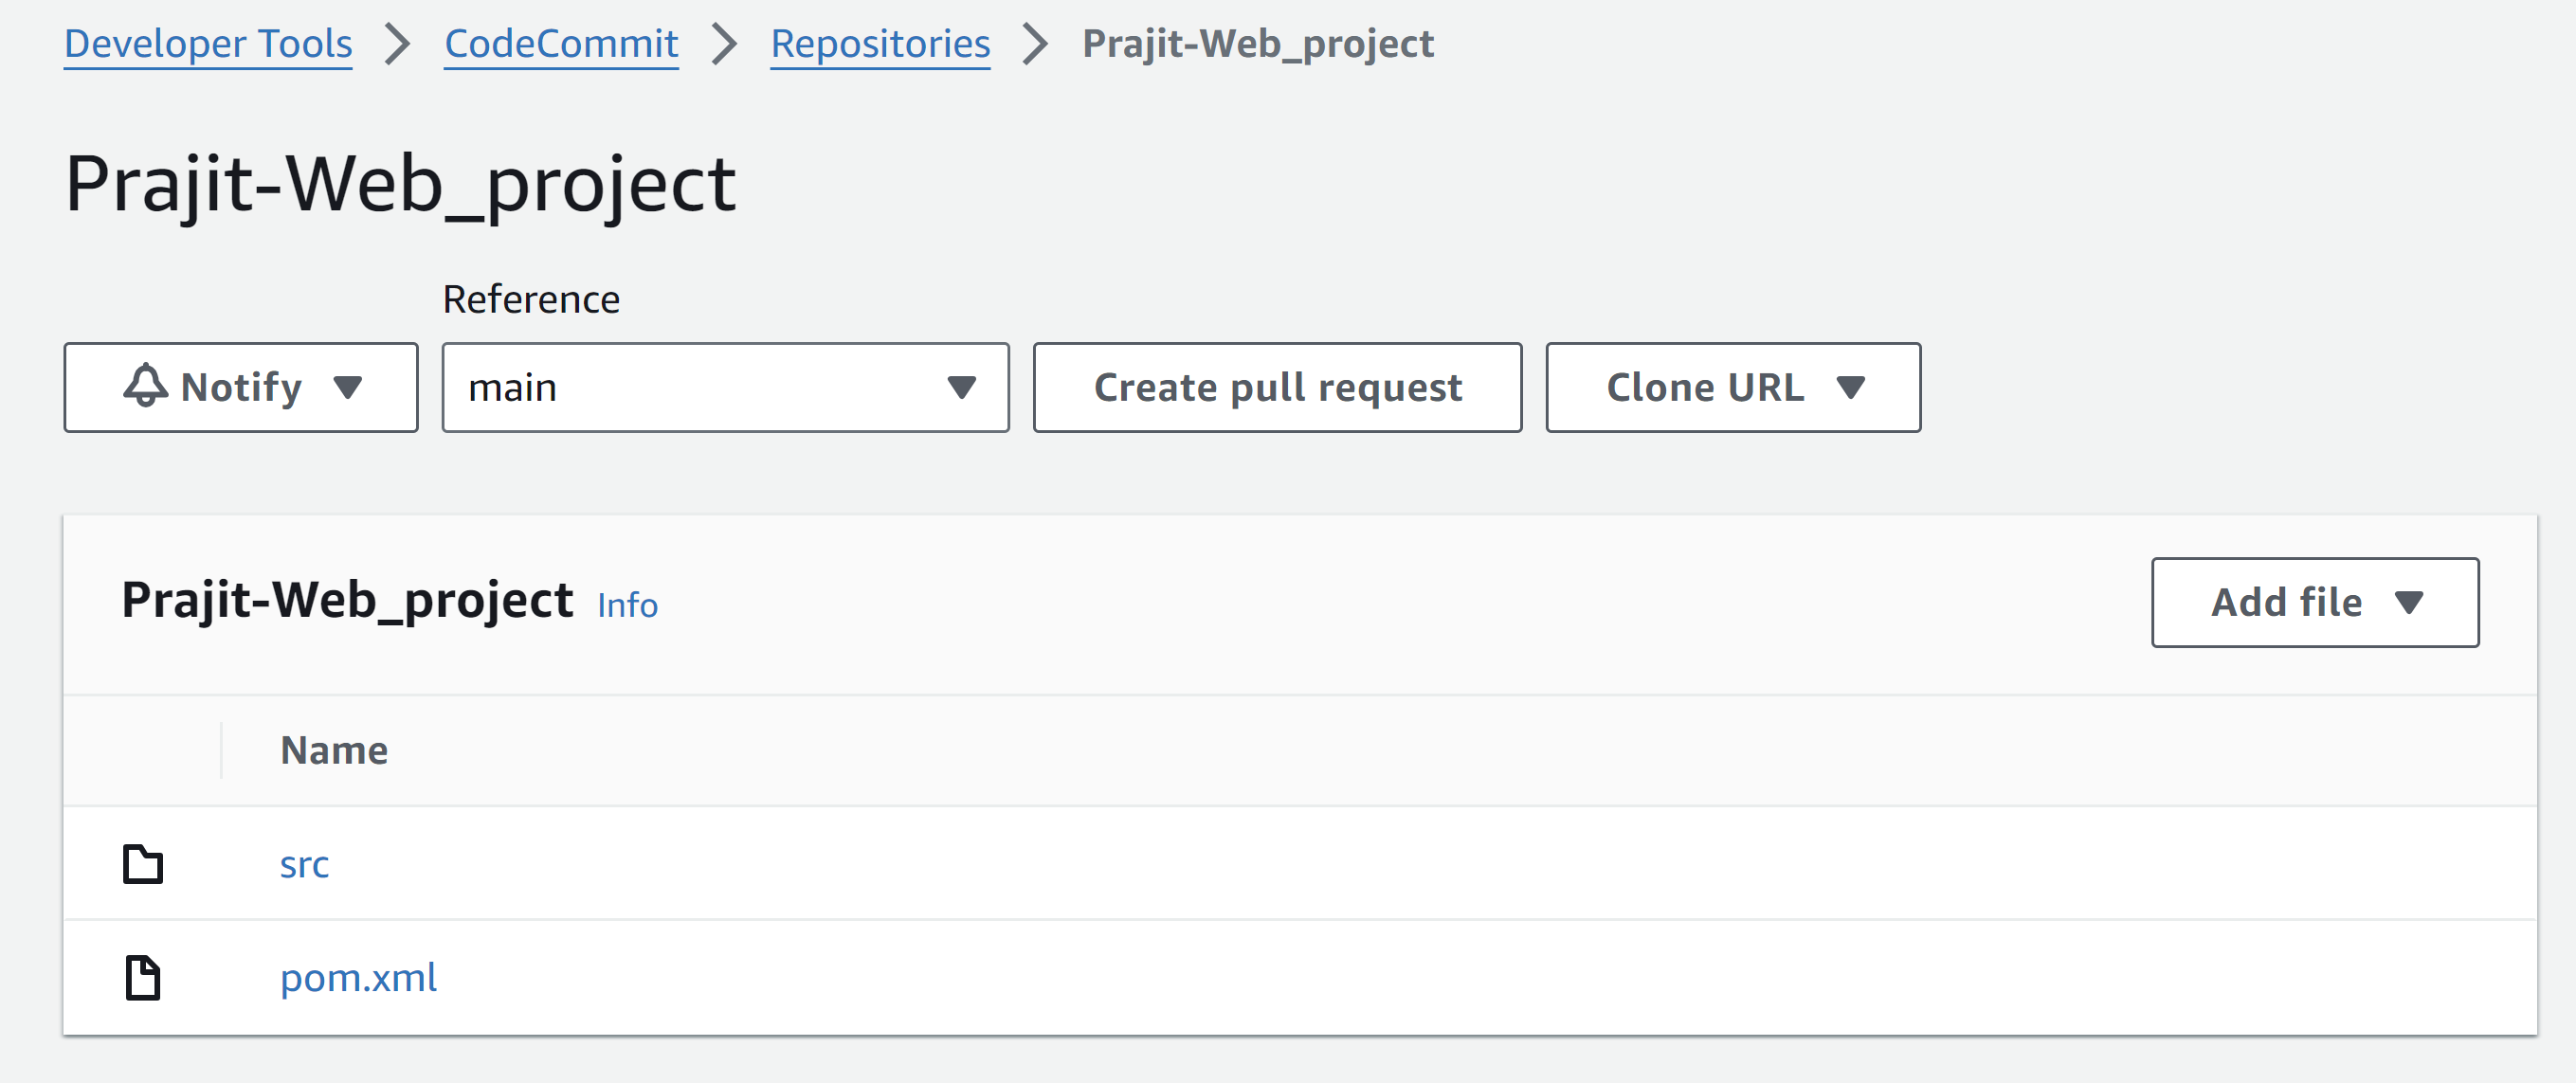 Developer Tools > CodeCommit > Repositories > Prajit-Web_project
Prajit-Web_project
Reference
Notify main Create pull request Clone URL
Prajit-Web_project Info Add file
Name
src
pom.xml